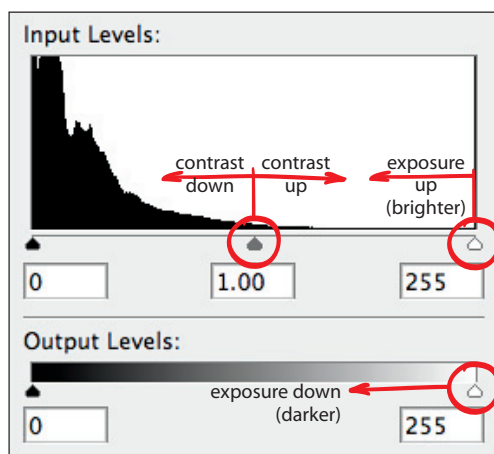 Input Levels:
contrast down
contrast up
exposure up (brighter)
0
1.00
255
Output Levels:
exposure down (darker)
0
255